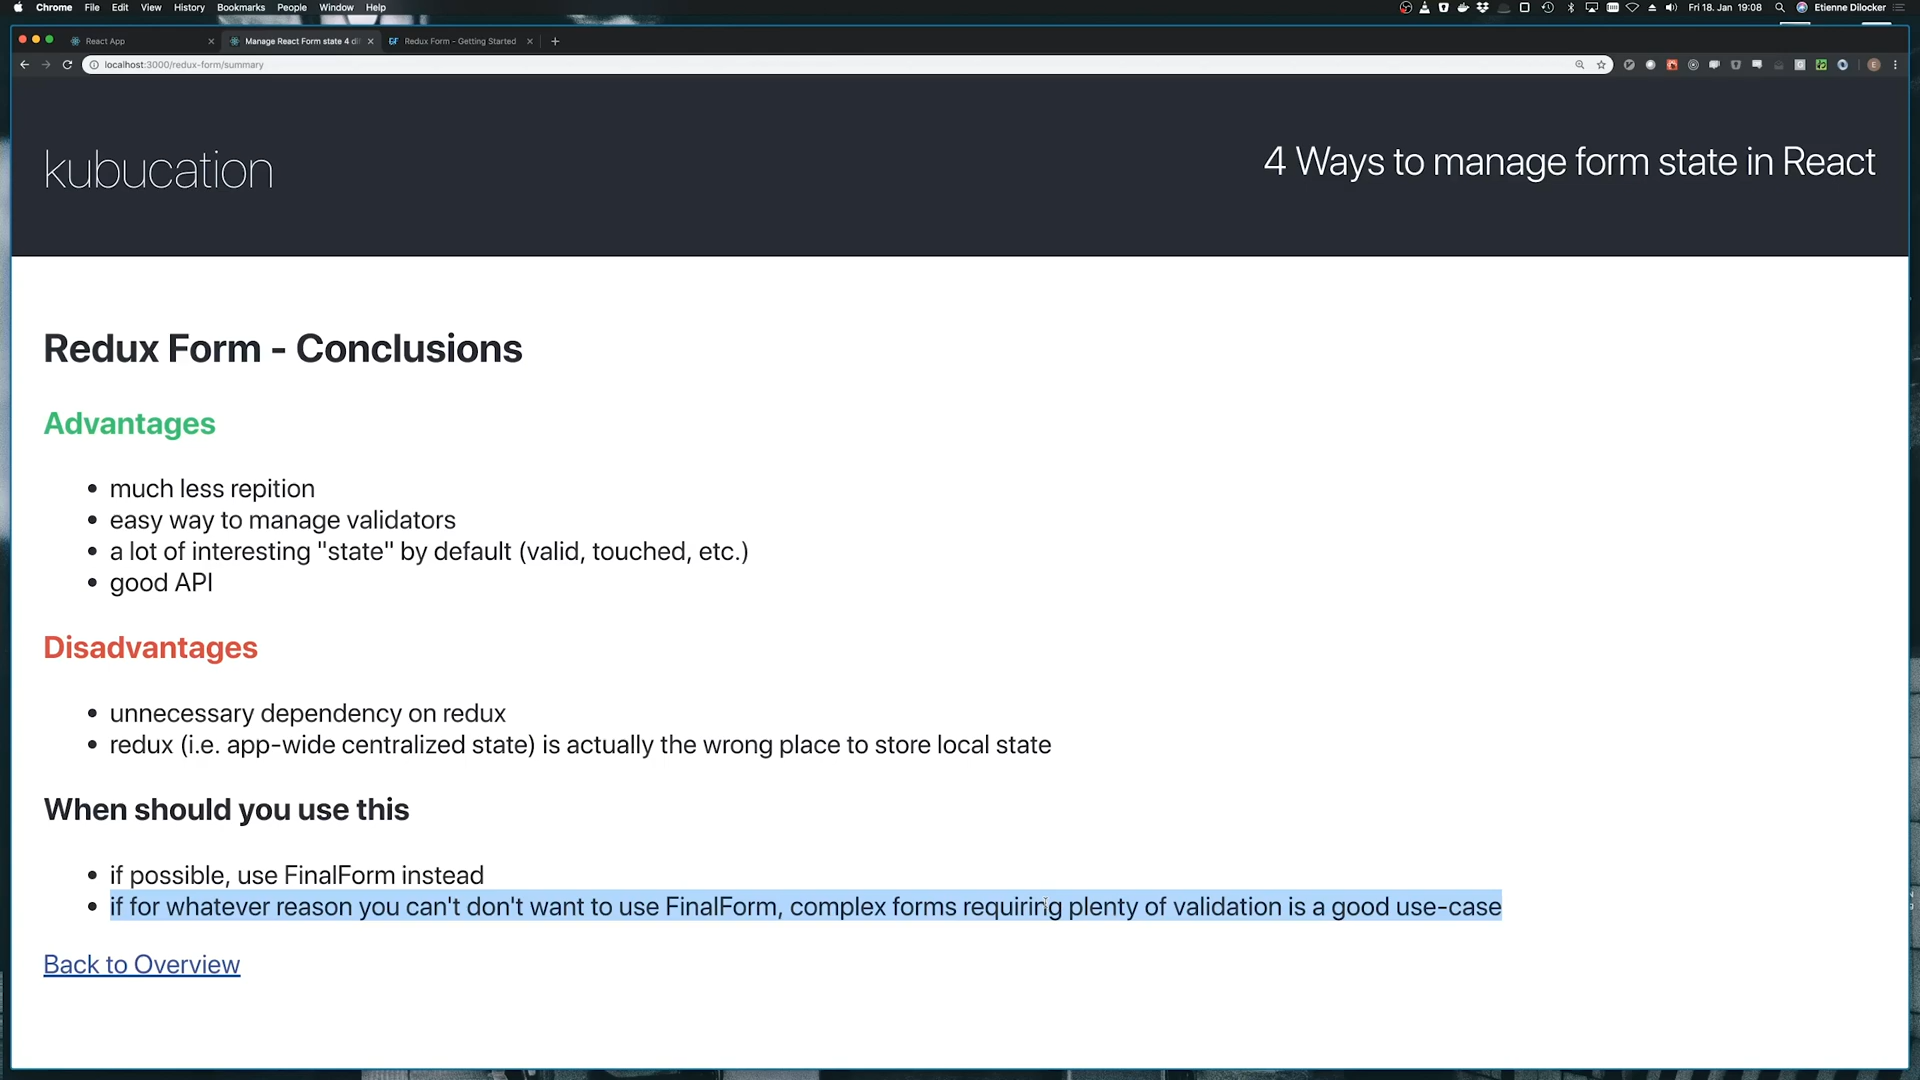 Chrome File Edit View History Bookmarks People Window Help Fri 18. Jan 19:08 Etienne Dilocker
React App Manage React Form state 4 di Redux Form - Getting Started
localhost:3000/redux-form/summary
kubucation
4 Ways to manage form state in React
Redux Form - Conclusions
Advantages
much less repition
easy way to manage validators
a lot of interesting "state" by default (valid, touched, etc.)
good API
Disadvantages
unnecessary dependency on redux
redux (i.e. app-wide centralized state) is actually the wrong place to store local state
When should you use this
if possible, use FinalForm instead
if for whatever reason you can't don't want to use FinalForm, complex forms requiring plenty of validation is a good use-case
Back to Overview